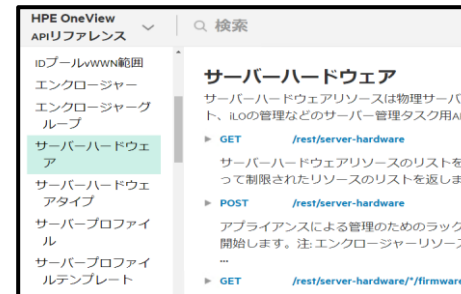 HPE OneView
APIリファレンス
検索
IDプールvWWN範囲
エンクロージャー
エンクロージャーグ
ループ
サーバーハードウェ
ア
サーバーハードウェ
アタイプ
サーバープロファイ
ル
サーバープロファイ
ルテンプレート
サーバーハードウェア
サーバーハードウェアリソースは物理サーバ
ト、iLOの管理などのサーバー管理タスク用A
GET /rest/server-hardware
サーバーハードウェアリソースのリストを
って制限されたリソースのリストを返しま
POST /rest/server-hardware
アプライアンスによる管理のためのラック
開始します。注: エンクロージャーリソース
...
GET /rest/server-hardware/*/firmware